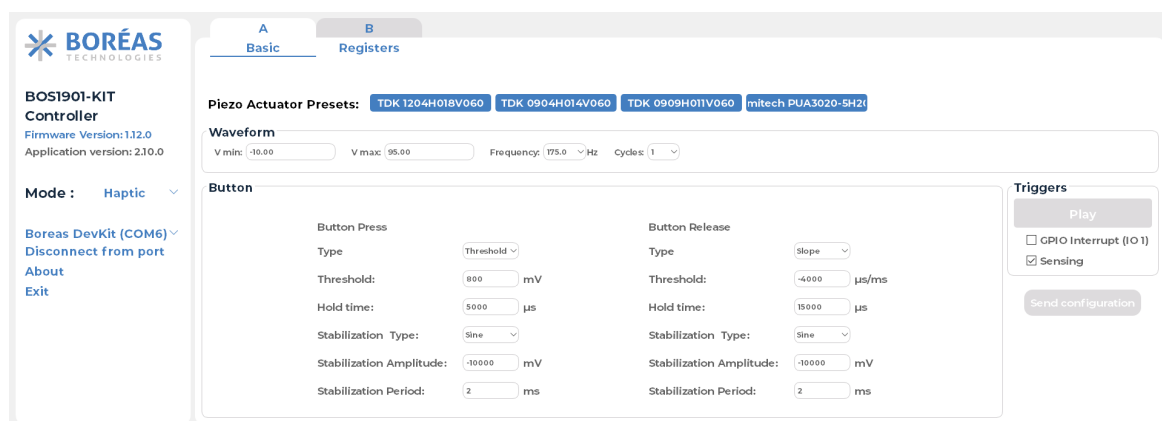 BORÉAS
TECHNOLOGIES
BOS1901-KIT
Controller
Firmware Version: 1.12.0
Application version: 2.10.0
Mode : Haptic
Boreas DevKit (COM6)
Disconnect from port
About
Exit
A B
Basic Registers
Piezo Actuator Presets: TDK 1204H018V060 TDK 0904H014V060 TDK 0909H011V060 mitech PUA3020-5H20
Waveform
V min: -10.00 V max: 95.00 Frequency: 175.0 Hz Cycles: 1
Button
Button Press Button Release
Type Threshold Type Slope
Threshold: 800 mV Threshold: -4000 µs/ms
Hold time: 5000 µs Hold time: 15000 µs
Stabilization Type: Sine Stabilization Type: Sine
Stabilization Amplitude: -10000 mV Stabilization Amplitude: -10000 mV
Stabilization Period: 2 ms Stabilization Period: 2 ms
Triggers
Play
GPIO Interrupt (IO 1)
Sensing
Send configuration